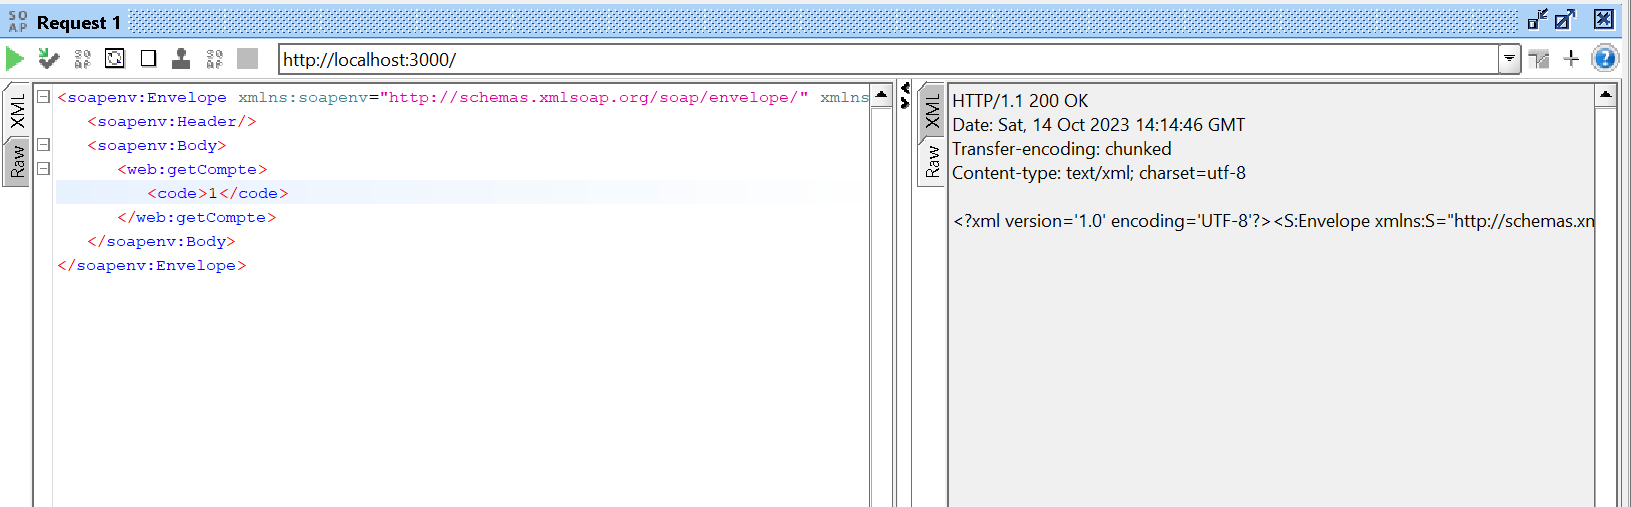 SO
AP Request 1
http://localhost:3000/
XML
Raw
<soapenv:Envelope xmlns:soapenv="http://schemas.xmlsoap.org/soap/envelope/" xmlns
<soapenv:Header/>
<soapenv:Body>
<web:getCompte>
<code>1</code>
</web:getCompte>
</soapenv:Body>
</soapenv:Envelope>
XML
Raw
HTTP/1.1 200 OK
Date: Sat, 14 Oct 2023 14:14:46 GMT
Transfer-encoding: chunked
Content-type: text/xml; charset=utf-8
<?xml version='1.0' encoding='UTF-8'?><S:Envelope xmlns:S="http://schemas.xn